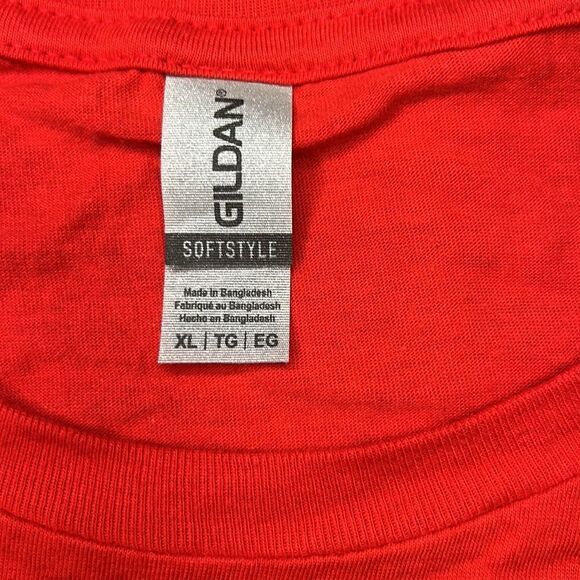 GILDAN®
SOFTSTYLE
Made in Bangladesh
Fabriqué au Bangladesh
Hecho en Bangladesh
XL | TG | EG